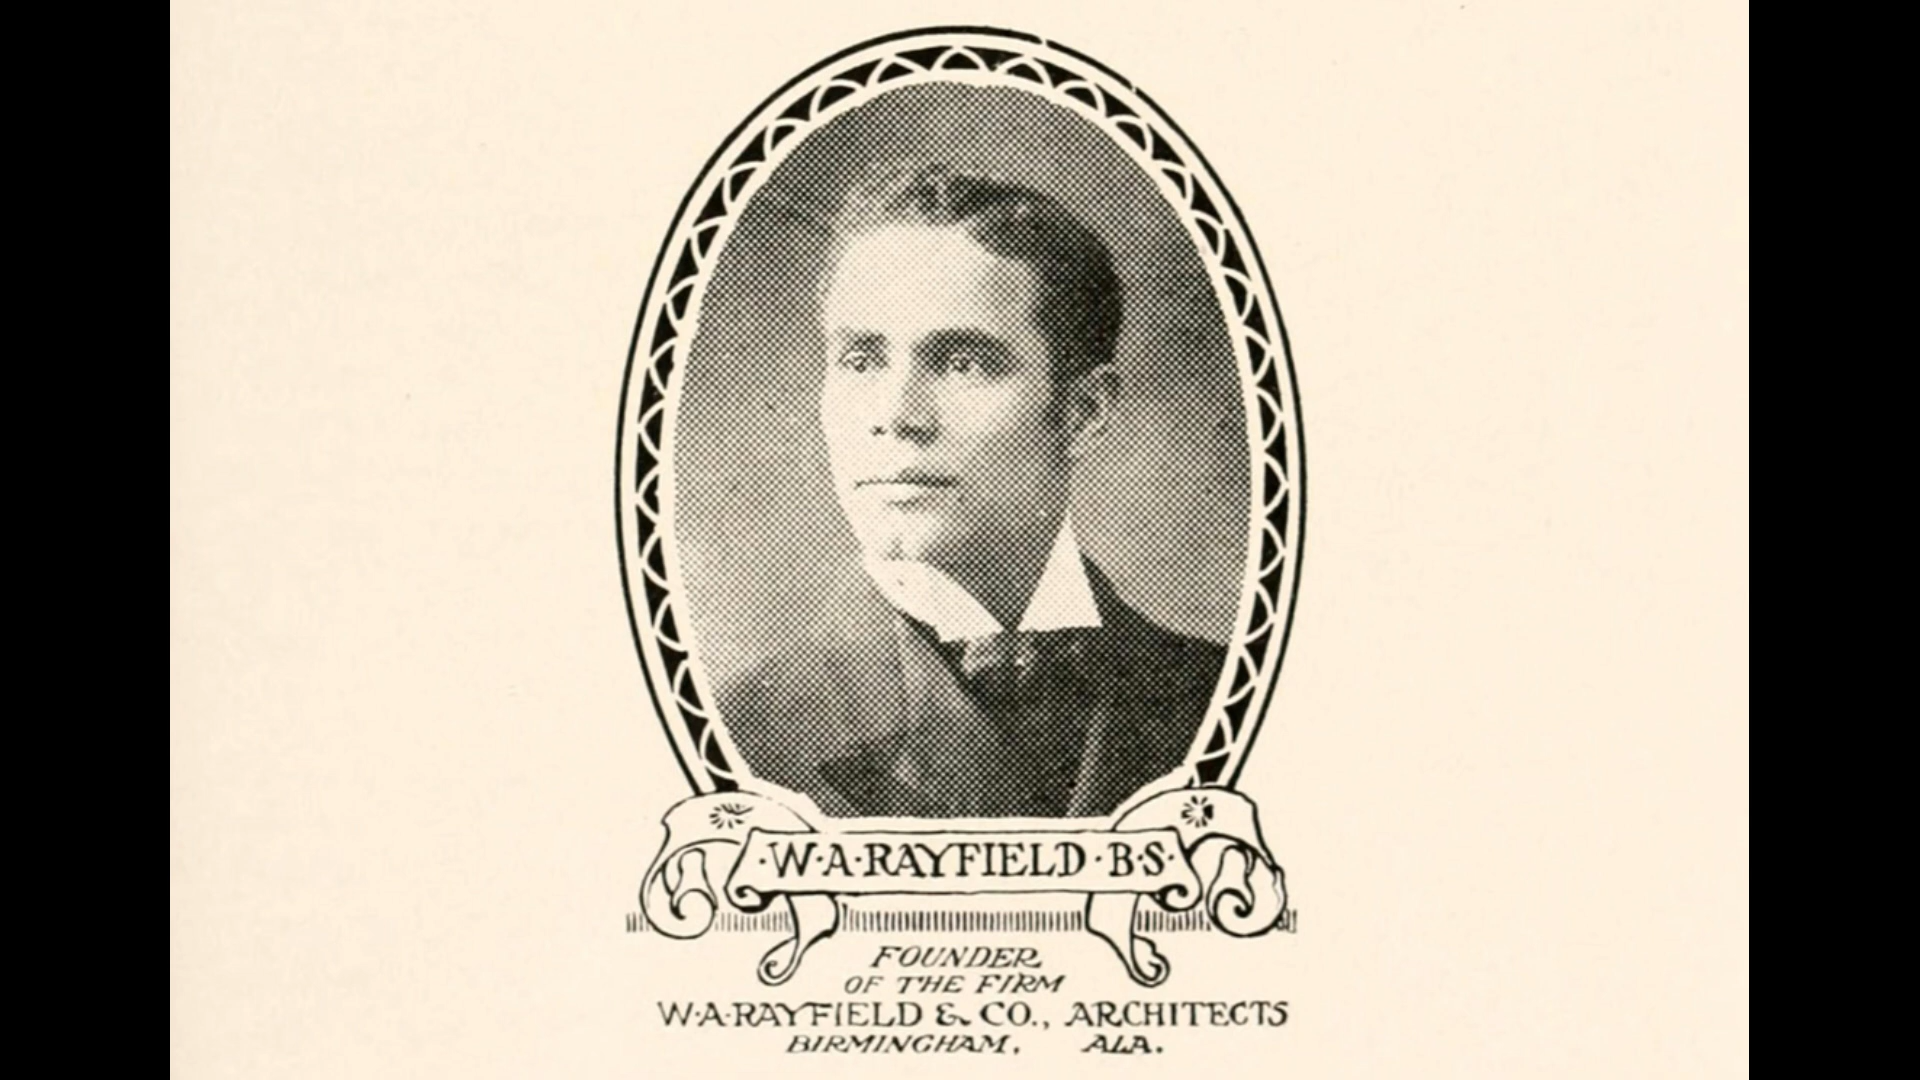 ·W·A·RAYFIELD·B·S·
FOUNDER
OF THE FIRM
W·A·RAYFIELD & CO., ARCHITECTS
BIRMINGHAM, ALA.